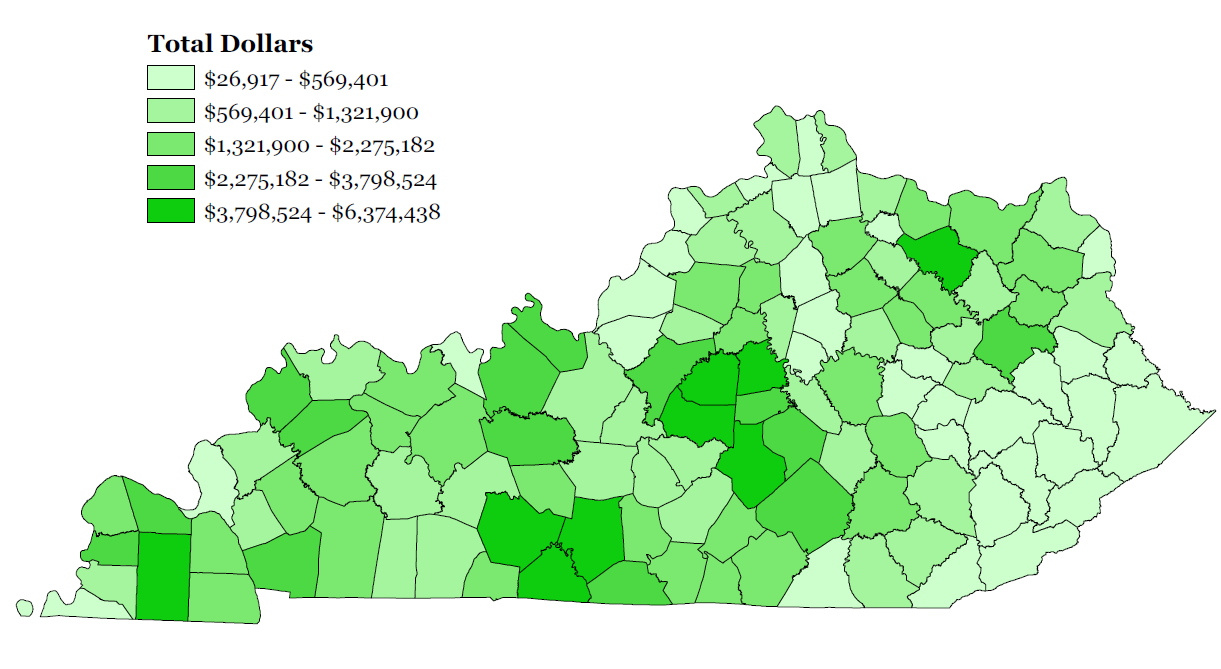 Total Dollars
$26,917 - $569,401
$569,401 - $1,321,900
$1,321,900 - $2,275,182
$2,275,182 - $3,798,524
$3,798,524 - $6,374,438